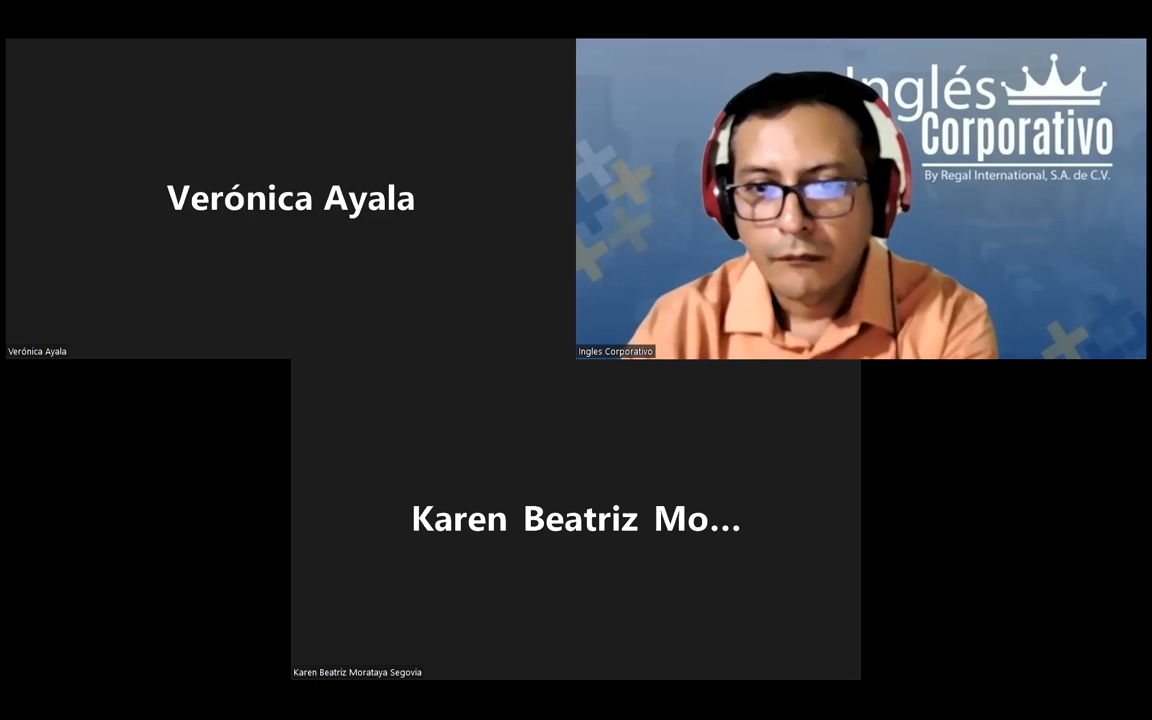 Verónica Ayala
Verónica Ayala
Inglés
Corporativo
By Regal International, S.A. de C.V.
Ingles Corporativo
Karen Beatriz Mo...
Karen Beatriz Morataya Segovia